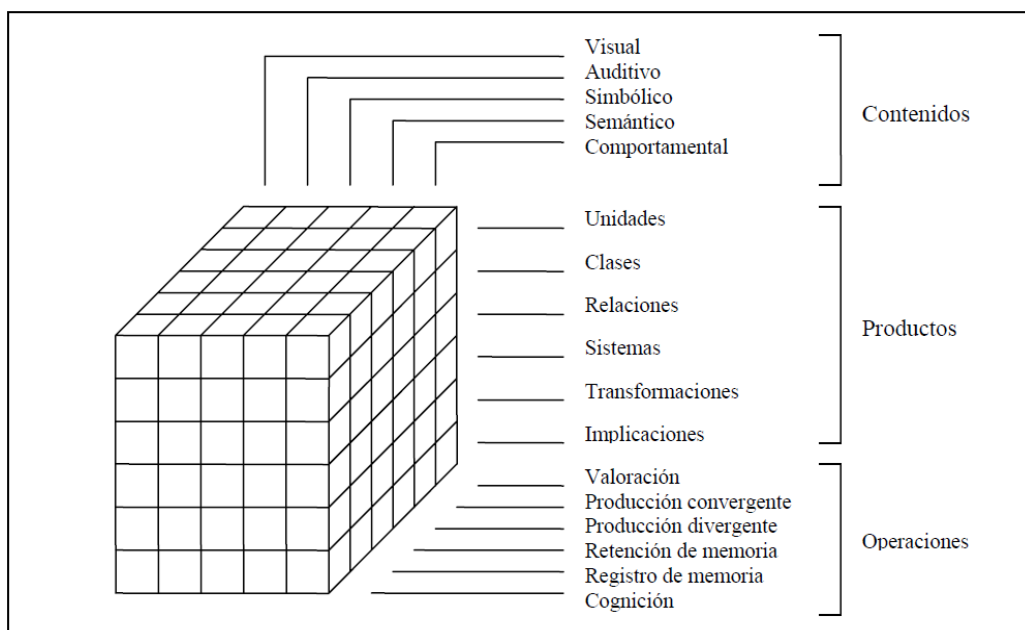 Visual
Auditivo
Simbólico
Semántico
Comportamental
Contenidos
Unidades
Clases
Relaciones
Sistemas
Transformaciones
Implicaciones
Productos
Valoración
Producción convergente
Producción divergente
Retención de memoria
Registro de memoria
Cognición
Operaciones